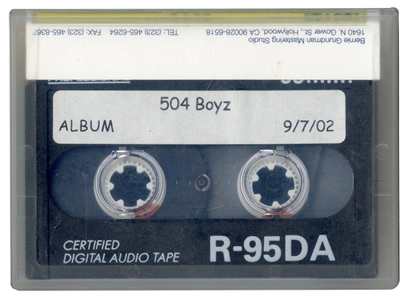 Bernie Grundman Mastering Studio
1640 N. Gower St., Hollywood, CA 90028-6518
TEL: (323) 465-6264 FAX: (323) 465-8367
504 Boyz
ALBUM 9/7/02
CERTIFIED
DIGITAL AUDIO TAPE
R-95DA